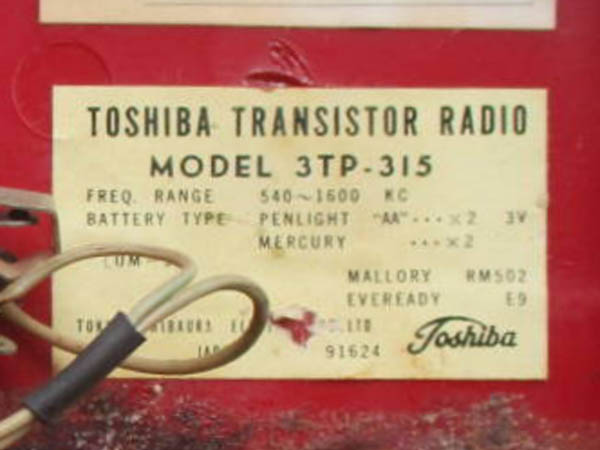 TOSHIBA TRANSISTOR RADIO
MODEL 3TP-315
FREQ. RANGE 540~1600 KC
BATTERY TYPE PENLIGHT "AA"···×2 3V
MERCURY ···×2
MALLORY RM502
EVEREADY E9
LTD
91624 Toshiba